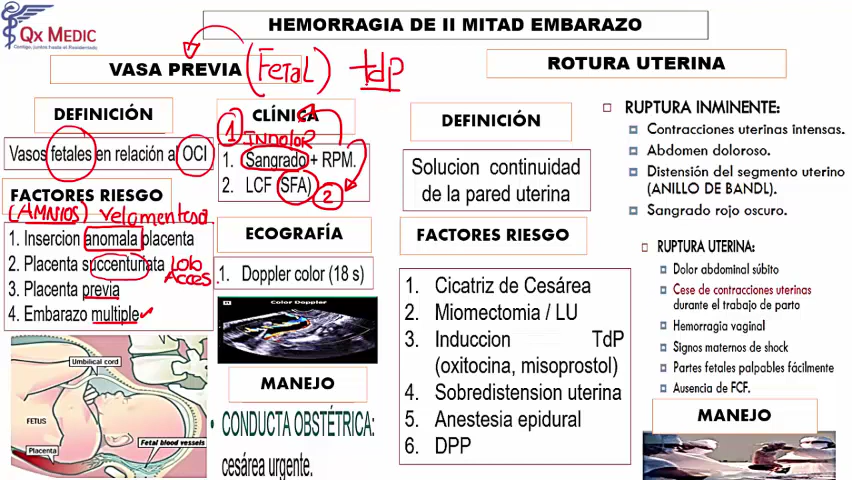 QX MEDIC
Contigo, juntos hasta el Residentado
HEMORRAGIA DE II MITAD EMBARAZO
VASA PREVIA (FETAL) tdP
DEFINICIÓN
Vasos fetales en relación al OCI
FACTORES RIESGO
(AMNIOS) velamentosa
1. Insercion anomala placenta
2. Placenta succenturiata Lob Acces
3. Placenta previa
4. Embarazo multiple
Umbilical cord
FETUS
Placenta
Fetal blood vessels
CLÍNICA
1 INDOLOR
1. Sangrado + RPM.
2. LCF (SFA)
2
ECOGRAFÍA
1. Doppler color (18 s)
Color Doppler
MANEJO
• CONDUCTA OBSTÉTRICA:
cesárea urgente.
ROTURA UTERINA
DEFINICIÓN
Solucion continuidad
de la pared uterina
FACTORES RIESGO
1. Cicatriz de Cesárea
2. Miomectomia / LU
3. Induccion TdP
(oxitocina, misoprostol)
4. Sobredistension uterina
5. Anestesia epidural
6. DPP
RUPTURA INMINENTE:
Contracciones uterinas intensas.
Abdomen doloroso.
Distensión del segmento uterino
(ANILLO DE BANDL).
Sangrado rojo oscuro.
RUPTURA UTERINA:
Dolor abdominal súbito
Cese de contracciones uterinas
durante el trabajo de parto
Hemorragia vaginal
Signos maternos de shock
Partes fetales palpables fácilmente
Ausencia de FCF.
MANEJO